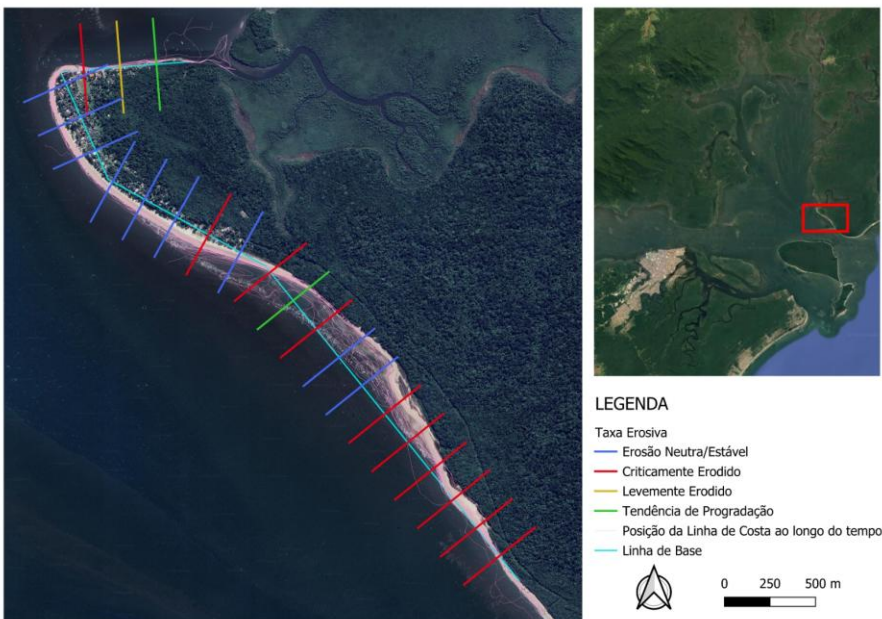 LEGENDA
Taxa Erosiva
Erosão Neutra/Estável
Criticamente Erodido
Levemente Erodido
Tendência de Progradação
Posição da Linha de Costa ao longo do tempo
Linha de Base
0 250 500 m